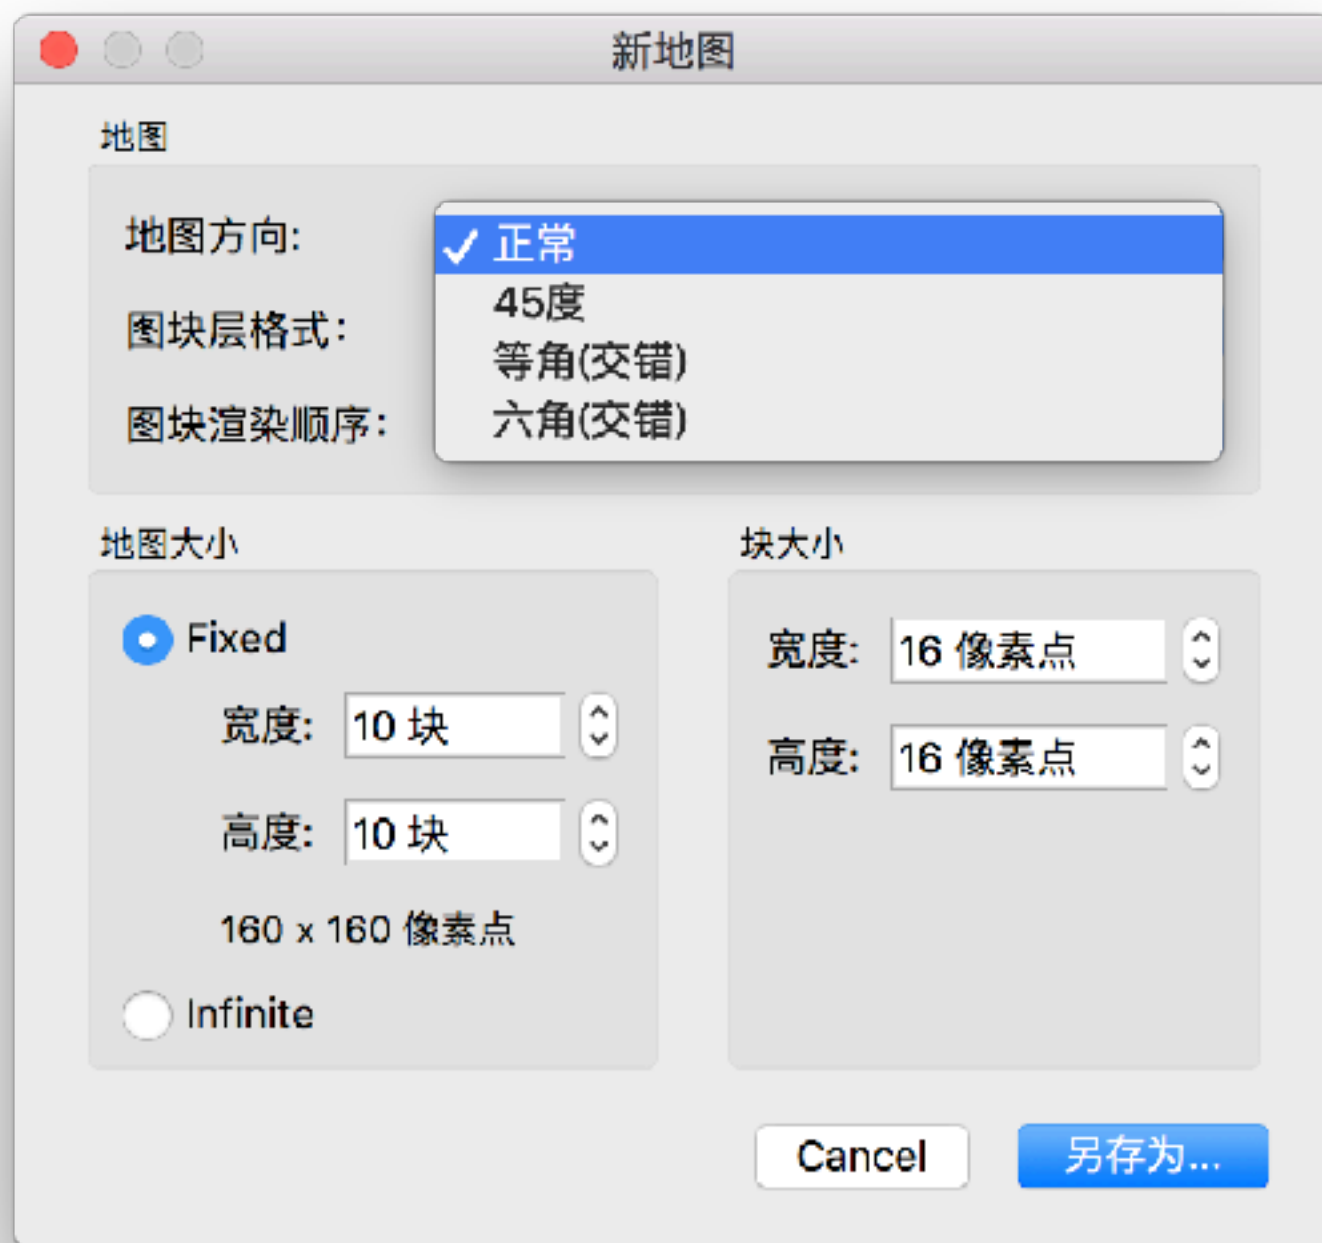 新地图
地图
地图方向:
正常
45度
等角(交错)
六角(交错)
图块层格式:
图块渲染顺序:
地图大小
Fixed
宽度: 10 块
高度: 10 块
160 x 160 像素点
Infinite
块大小
宽度: 16 像素点
高度: 16 像素点
Cancel
另存为...